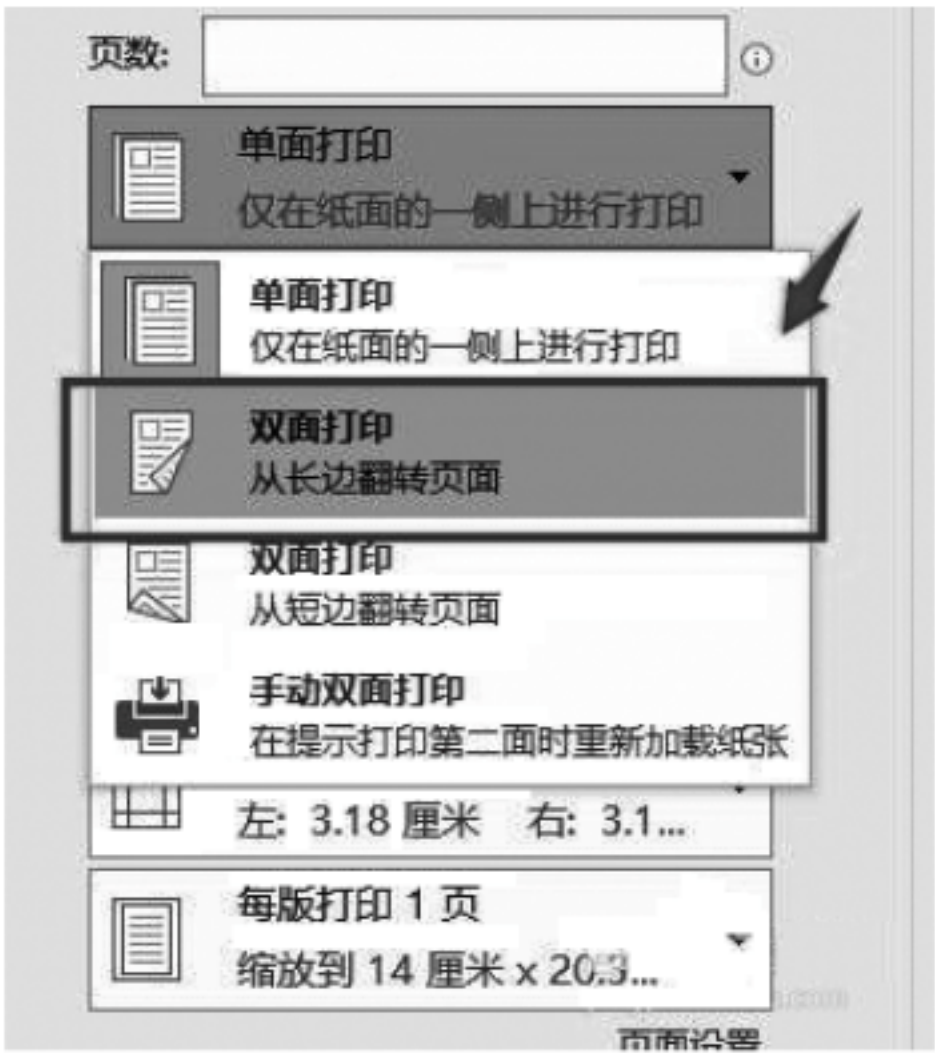 页数:
单面打印
仅在纸面的一侧上进行打印
单面打印
仅在纸面的一侧上进行打印
双面打印
从长边翻转页面
双面打印
从短边翻转页面
手动双面打印
在提示打印第二面时重新加载纸张
左: 3.18 厘米 右: 3.1...
每版打印 1 页
缩放到 14 厘米 x 20.3...
页面设置